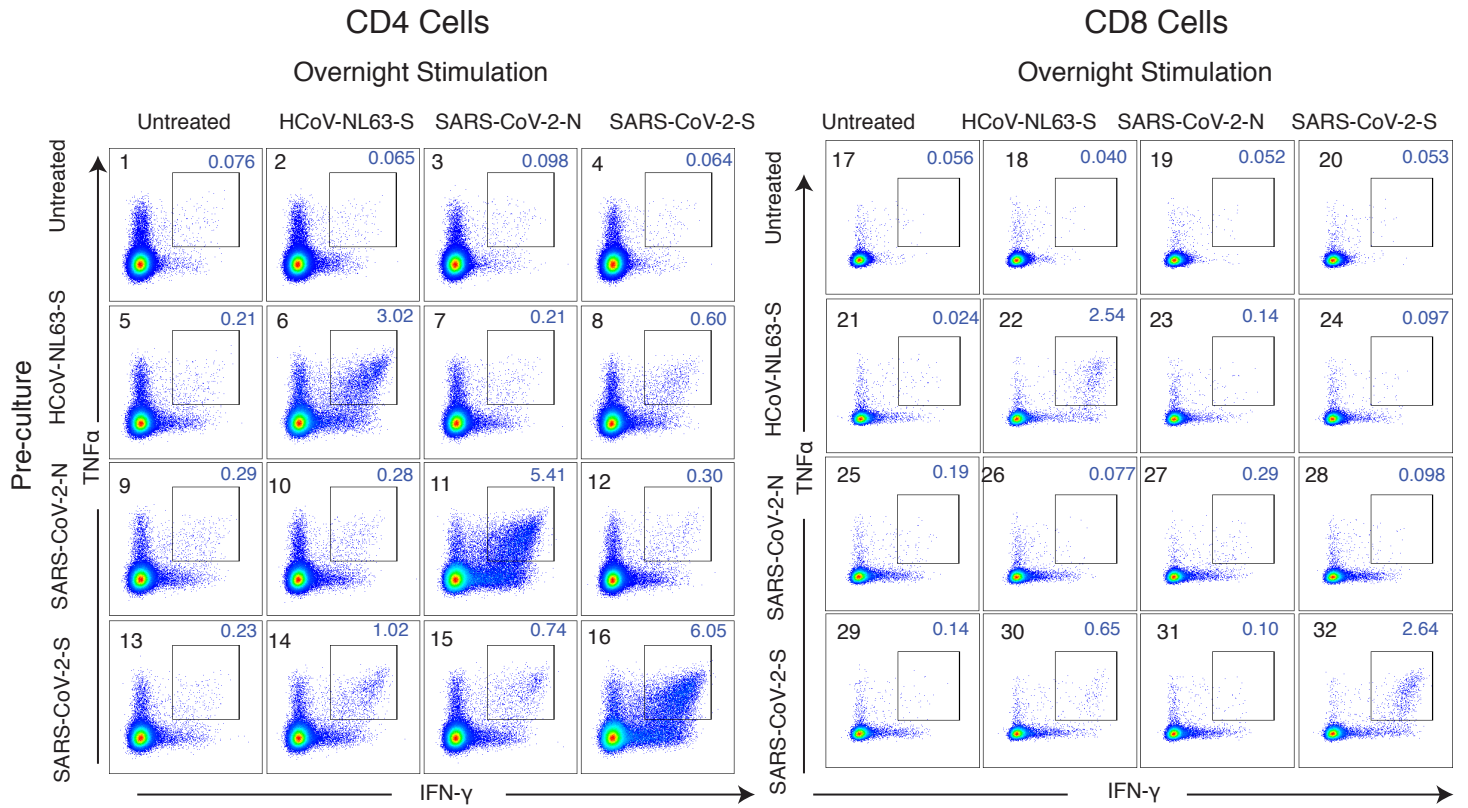 CD4 Cells
CD8 Cells
Overnight Stimulation
Overnight Stimulation
Untreated HCoV-NL63-S SARS-CoV-2-N SARS-CoV-2-S
Untreated HCoV-NL63-S SARS-CoV-2-N SARS-CoV-2-S
Pre-culture
TNFα
Untreated
1 0.076 2 0.065 3 0.098 4 0.064
HCoV-NL63-S
5 0.21 6 3.02 7 0.21 8 0.60
SARS-CoV-2-N
9 0.29 10 0.28 11 5.41 12 0.30
SARS-CoV-2-S
13 0.23 14 1.02 15 0.74 16 6.05
IFN-γ
TNFα
Untreated
17 0.056 18 0.040 19 0.052 20 0.053
HCoV-NL63-S
21 0.024 22 2.54 23 0.14 24 0.097
SARS-CoV-2-N
25 0.19 26 0.077 27 0.29 28 0.098
SARS-CoV-2-S
29 0.14 30 0.65 31 0.10 32 2.64
IFN-γ